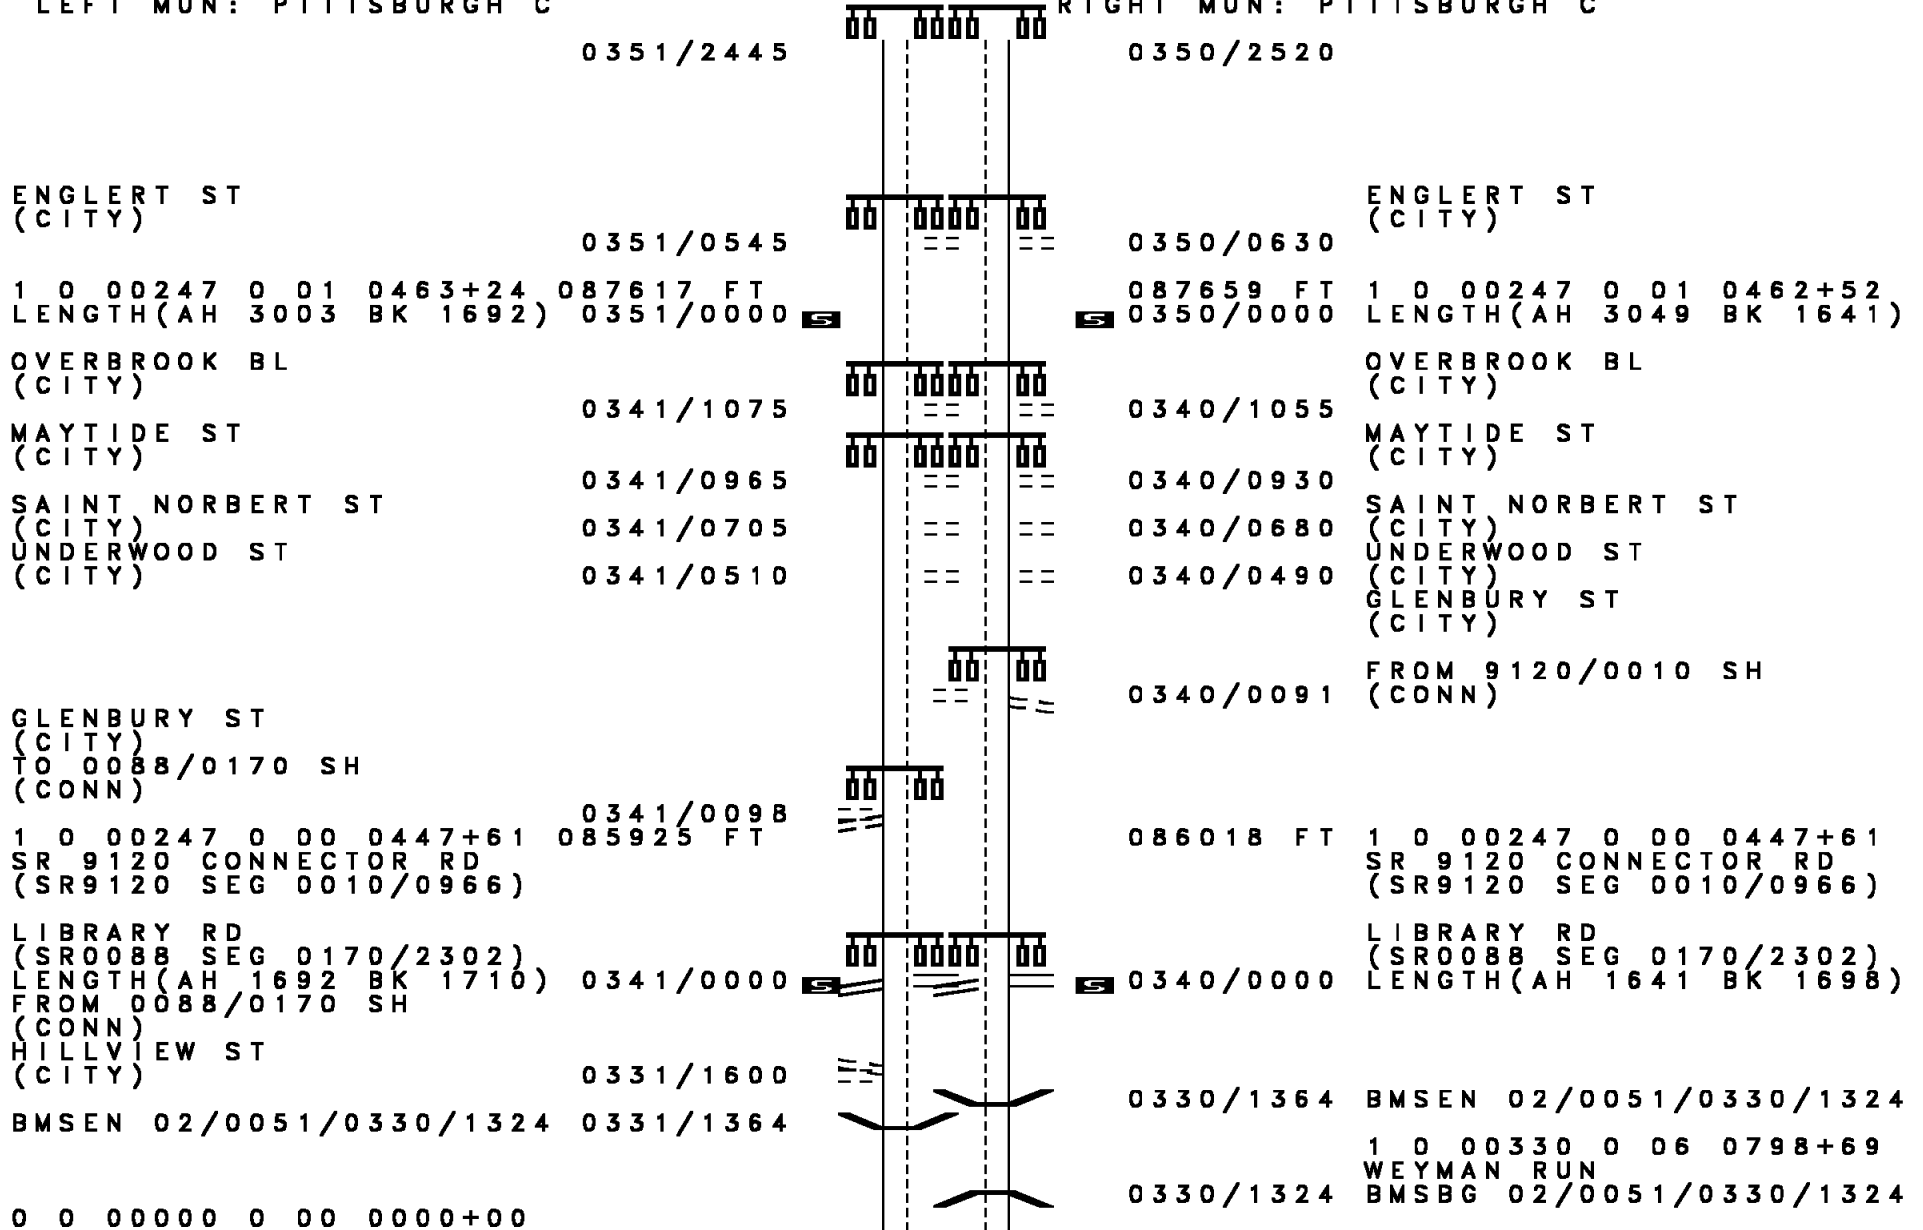 LEFT MUN: PITTSBURGH C
RIGHT MUN: PITTSBURGH C
0351/2445
0350/2520
ENGLERT ST
(CITY)
0351/0545
ENGLERT ST
(CITY)
0350/0630
1 0 00247 0 01 0463+24 087617 FT
LENGTH(AH 3003 BK 1692) 0351/0000 S
087659 FT 1 0 00247 0 01 0462+52
S 0350/0000 LENGTH(AH 3049 BK 1641)
OVERBROOK BL
(CITY)
0341/1075
OVERBROOK BL
(CITY)
0340/1055
MAYTIDE ST
(CITY)
0341/0965
MAYTIDE ST
(CITY)
0340/0930
SAINT NORBERT ST
(CITY) 0341/0705
SAINT NORBERT ST
0340/0680 (CITY)
UNDERWOOD ST
(CITY) 0341/0510
UNDERWOOD ST
0340/0490 (CITY)
GLENBURY ST
(CITY)
FROM 9120/0010 SH
0340/0091 (CONN)
GLENBURY ST
(CITY)
TO 0088/0170 SH
(CONN)
0341/0098
1 0 00247 0 00 0447+61 085925 FT
SR 9120 CONNECTOR RD
(SR9120 SEG 0010/0966)
086018 FT 1 0 00247 0 00 0447+61
SR 9120 CONNECTOR RD
(SR9120 SEG 0010/0966)
LIBRARY RD
(SR0088 SEG 0170/2302)
LENGTH(AH 1692 BK 1710) 0341/0000 S
LIBRARY RD
(SR0088 SEG 0170/2302)
S 0340/0000 LENGTH(AH 1641 BK 1698)
FROM 0088/0170 SH
(CONN)
HILLVIEW ST
(CITY) 0331/1600
0330/1364 BMSEN 02/0051/0330/1324
BMSEN 02/0051/0330/1324 0331/1364
1 0 00330 0 06 0798+69
WEYMAN RUN
0330/1324 BMSBG 02/0051/0330/1324
0 0 00000 0 00 0000+00